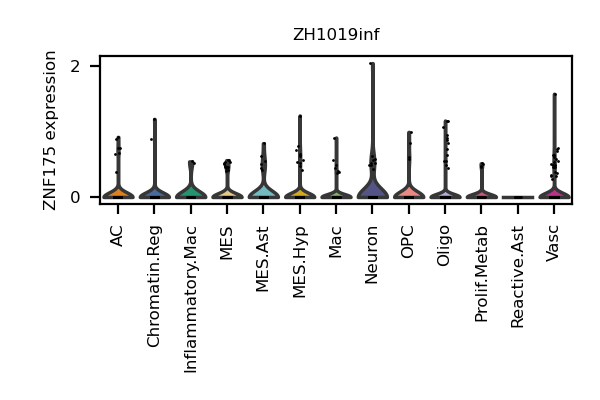 ZH1019inf
ZNF175 expression
2
0
AC
Chromatin.Reg
Inflammatory.Mac
MES
MES.Ast
MES.Hyp
Mac
Neuron
OPC
Oligo
Prolif.Metab
Reactive.Ast
Vasc